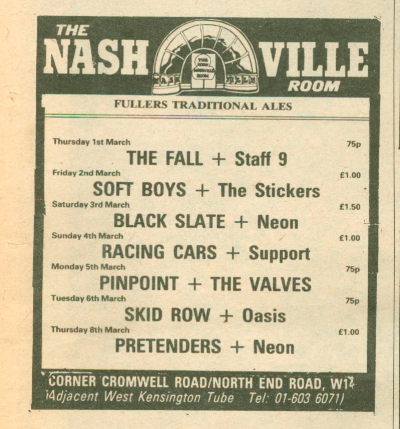 THE
NASHVILLE
ROOM
FULLERS TRADITIONAL ALES
Thursday 1st March 75p
THE FALL + Staff 9
Friday 2nd March £1.00
SOFT BOYS + The Stickers
Saturday 3rd March £1.50
BLACK SLATE + Neon
Sunday 4th March £1.00
RACING CARS + Support
Monday 5th March 75p
PINPOINT + THE VALVES
Tuesday 6th March 75p
SKID ROW + Oasis
Thursday 8th March £1.00
PRETENDERS + Neon
CORNER CROMWELL ROAD/NORTH END ROAD, W14
(Adjacent West Kensington Tube Tel: 01-603 6071)